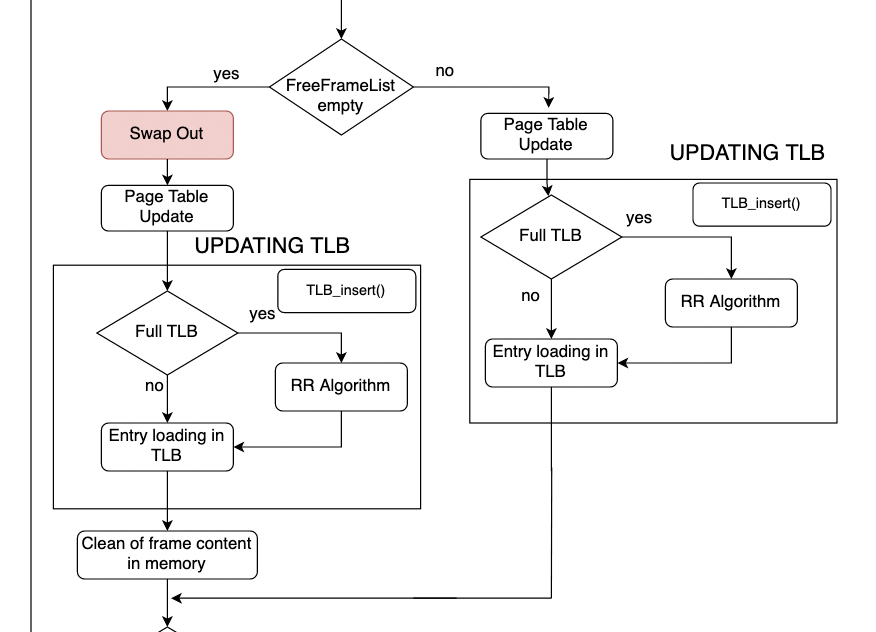 yes
FreeFrameList
empty
no
Swap Out
Page Table
Update
Page Table
Update
UPDATING TLB
UPDATING TLB
TLB_insert()
Full TLB
yes
no
RR Algorithm
Entry loading in
TLB
TLB_insert()
Full TLB
yes
no
RR Algorithm
Entry loading in
TLB
Clean of frame content
in memory